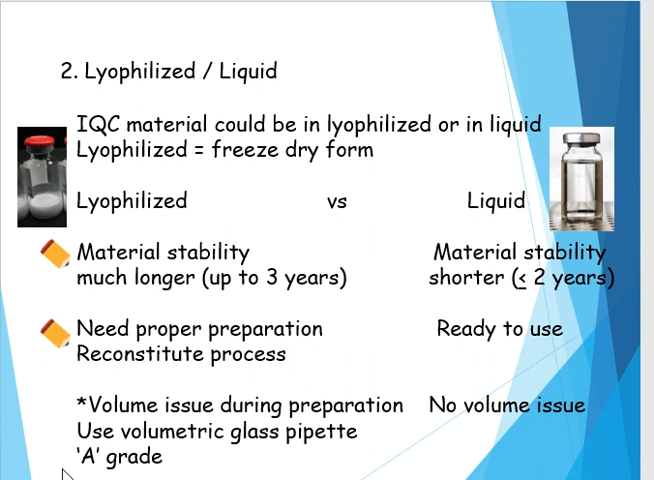 2. Lyophilized / Liquid
IQC material could be in lyophilized or in liquid
Lyophilized = freeze dry form
Lyophilized vs Liquid
Material stability Material stability
much longer (up to 3 years) shorter (≤ 2 years)
Need proper preparation Ready to use
Reconstitute process
*Volume issue during preparation No volume issue
Use volumetric glass pipette
‘A’ grade